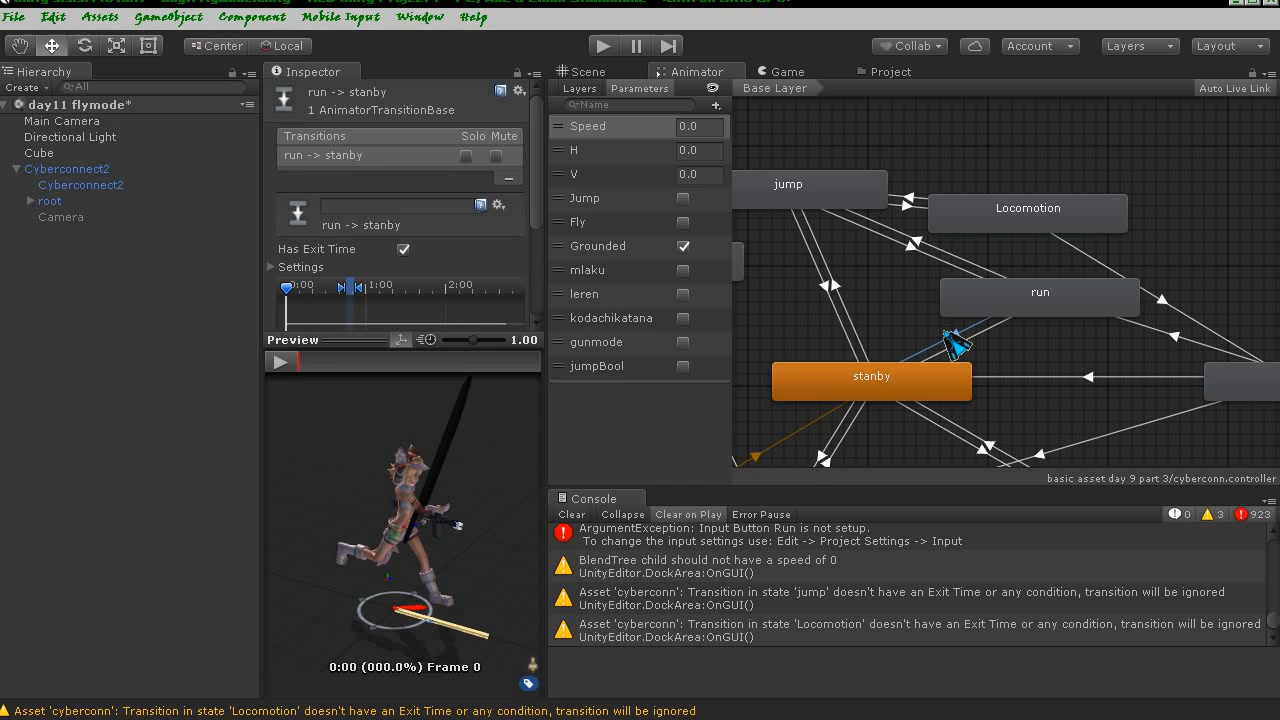 File Edit Assets GameObject Component Mobile Input Window Help
Center Local Collab Account Layers Layout
Hierarchy
Create All
day11 flymode*
Main Camera
Directional Light
Cube
Cyberconnect2
Cyberconnect2
root
Camera
Inspector
run -> stanby
1 AnimatorTransitionBase
Transitions Solo Mute
run -> stanby
run -> stanby
Has Exit Time
Settings
0:00 1:00 2:00
Preview 1.00
0:00 (000.0%) Frame 0
Scene Animator Game Project
Layers Parameters Base Layer Auto Live Link
Name
Speed 0.0
H 0.0
V 0.0
Jump
Fly
Grounded
mlaku
leren
kodachikatana
gunmode
jumpBool
jump
Locomotion
run
stanby
basic asset day 9 part 3/cyberconn.controller
Console
Clear Collapse Clear on Play Error Pause 0 3 923
ArgumentException: Input Button Run is not setup.
To change the input settings use: Edit -> Project Settings -> Input
BlendTree child should not have a speed of 0
UnityEditor.DockArea:OnGUI()
Asset 'cyberconn': Transition in state 'jump' doesn't have an Exit Time or any condition, transition will be ignored
UnityEditor.DockArea:OnGUI()
Asset 'cyberconn': Transition in state 'Locomotion' doesn't have an Exit Time or any condition, transition will be ignored
UnityEditor.DockArea:OnGUI()
Asset 'cyberconn': Transition in state 'Locomotion' doesn't have an Exit Time or any condition, transition will be ignored